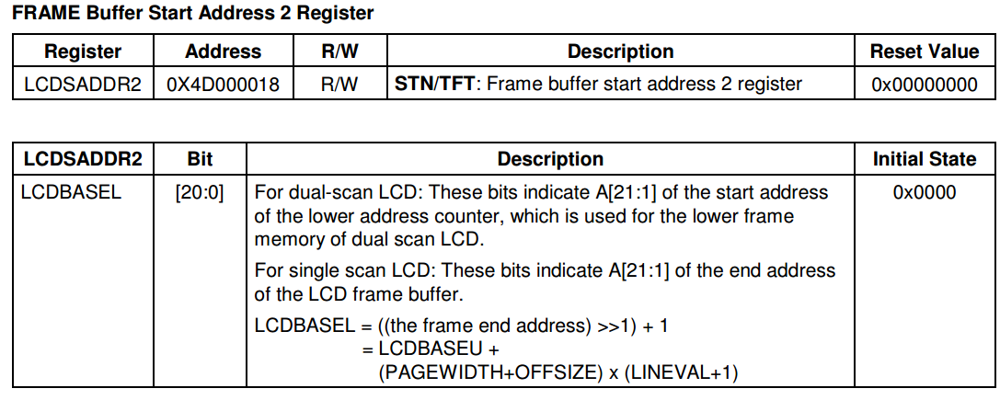 FRAME Buffer Start Address 2 Register
Register Address R/W Description Reset Value
LCDSADDR2 0X4D000018 R/W STN/TFT: Frame buffer start address 2 register 0x00000000
LCDSADDR2 Bit Description Initial State
LCDBASEL [20:0] For dual-scan LCD: These bits indicate A[21:1] of the start address 0x0000
of the lower address counter, which is used for the lower frame
memory of dual scan LCD.
For single scan LCD: These bits indicate A[21:1] of the end address
of the LCD frame buffer.
LCDBASEL = ((the frame end address) >>1) + 1
= LCDBASEU +
(PAGEWIDTH+OFFSIZE) x (LINEVAL+1)